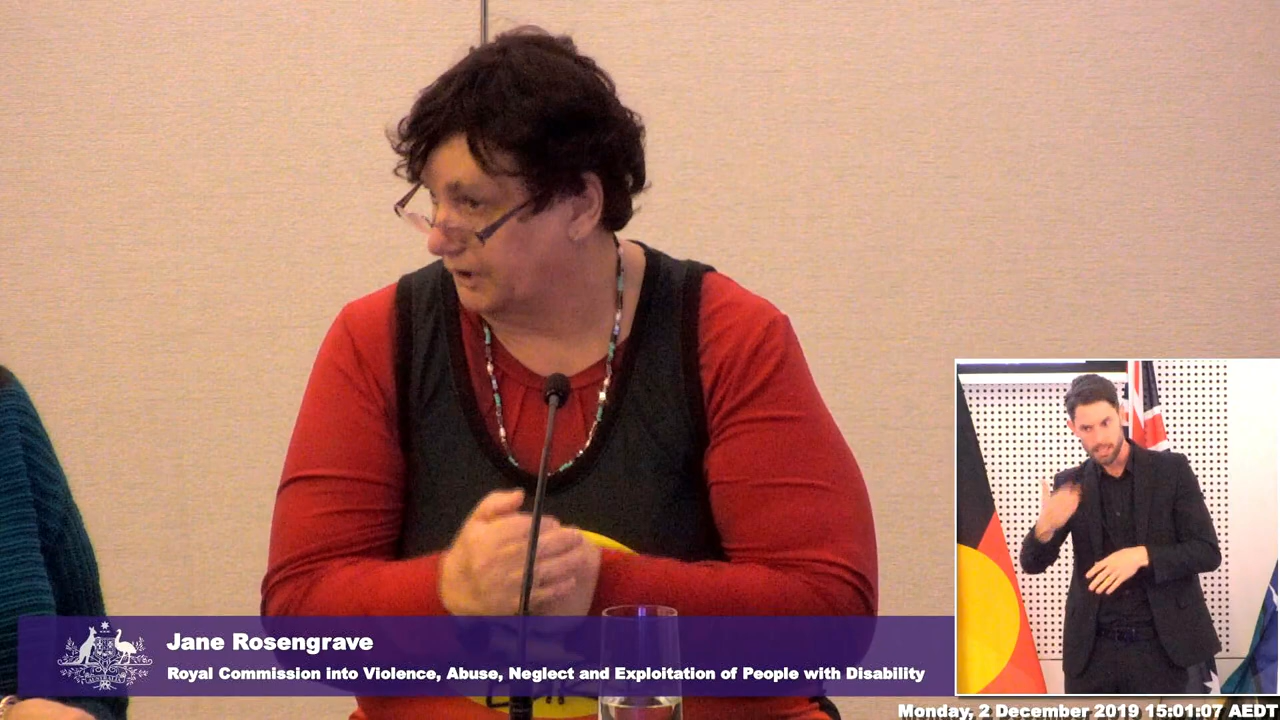 Jane Rosengrave
Royal Commission into Violence, Abuse, Neglect and Exploitation of People with Disability
Monday, 2 December 2019 15:01:07 AEDT